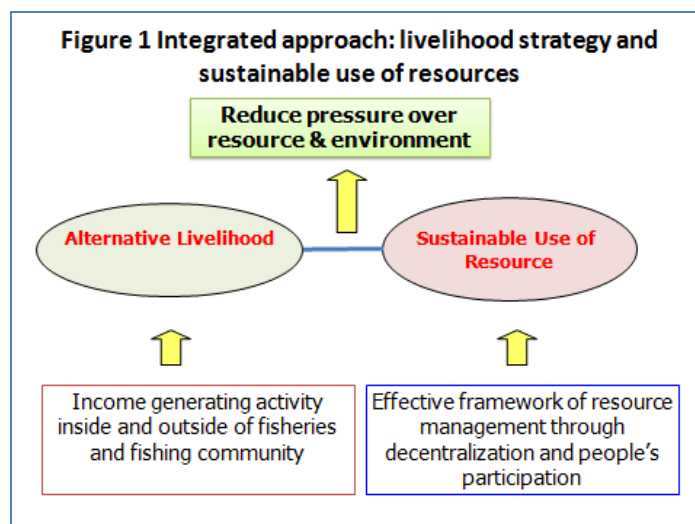 Figure 1 Integrated approach: livelihood strategy and
sustainable use of resources
Reduce pressure over
resource & environment
Alternative Livelihood
Sustainable Use of
Resource
Income generating activity
inside and outside of fisheries
and fishing community
Effective framework of resource
management through
decentralization and people’s
participation